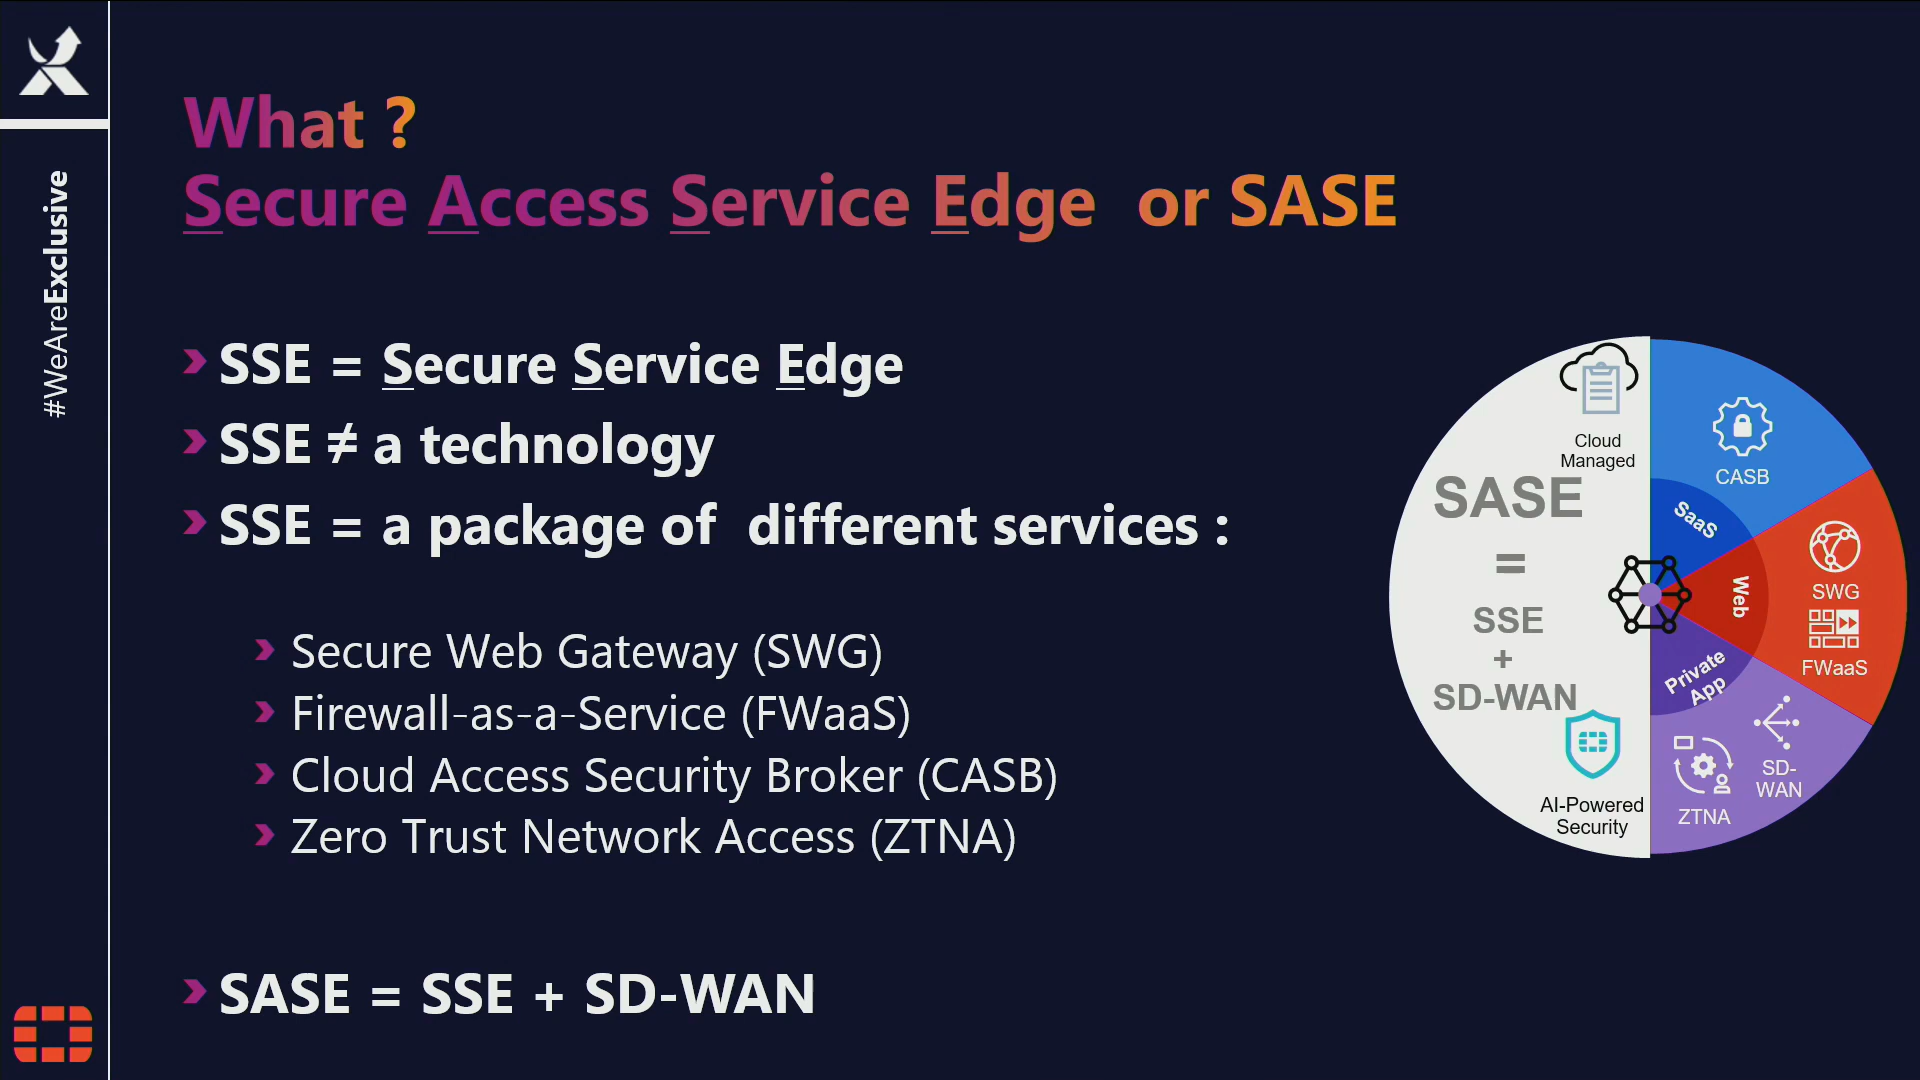 #WeAreExclusive
What ?
Secure Access Service Edge or SASE
SSE = Secure Service Edge
SSE ≠ a technology
SSE = a package of different services :
Secure Web Gateway (SWG)
Firewall-as-a-Service (FWaaS)
Cloud Access Security Broker (CASB)
Zero Trust Network Access (ZTNA)
SASE = SSE + SD-WAN
Cloud
Managed
SASE
=
SSE
+
SD-WAN
AI-Powered
Security
CASB
SaaS
SWG
Web
FWaaS
Private
App
SD-
WAN
ZTNA